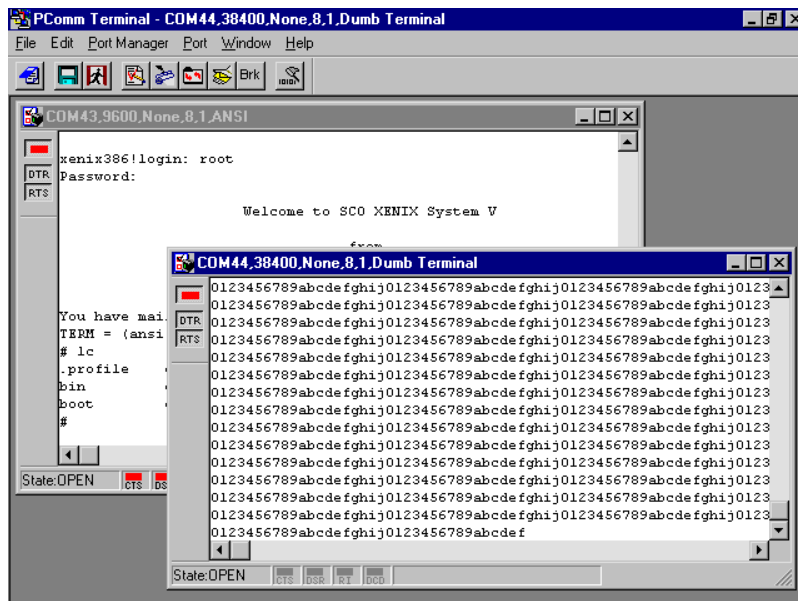 PComm Terminal - COM44,38400,None,8,1,Dumb Terminal
File Edit Port Manager Port Window Help
Brk
COM43,9600,None,8,1,ANSI
DTR
RTS
xenix386!login: root
Password:
Welcome to SCO XENIX System V
from
You have mai
TERM = (ansi
# lc
.profile
bin
boot
#
State:OPEN CTS DS
COM44,38400,None,8,1,Dumb Terminal
DTR
RTS
0123456789abcdefghij0123456789abcdefghij0123456789abcdefghij0123
0123456789abcdefghij0123456789abcdefghij0123456789abcdefghij0123
0123456789abcdefghij0123456789abcdefghij0123456789abcdefghij0123
0123456789abcdefghij0123456789abcdefghij0123456789abcdefghij0123
0123456789abcdefghij0123456789abcdefghij0123456789abcdefghij0123
0123456789abcdefghij0123456789abcdefghij0123456789abcdefghij0123
0123456789abcdefghij0123456789abcdefghij0123456789abcdefghij0123
0123456789abcdefghij0123456789abcdefghij0123456789abcdefghij0123
0123456789abcdefghij0123456789abcdefghij0123456789abcdefghij0123
0123456789abcdefghij0123456789abcdefghij0123456789abcdefghij0123
0123456789abcdefghij0123456789abcdefghij0123456789abcdefghij0123
0123456789abcdefghij0123456789abcdefghij0123456789abcdefghij0123
0123456789abcdefghij0123456789abcdefghij0123456789abcdefghij0123
0123456789abcdefghij0123456789abcdefghij0123456789abcdefghij0123
0123456789abcdefghij0123456789abcdef
State:OPEN CTS DSR RI DCD